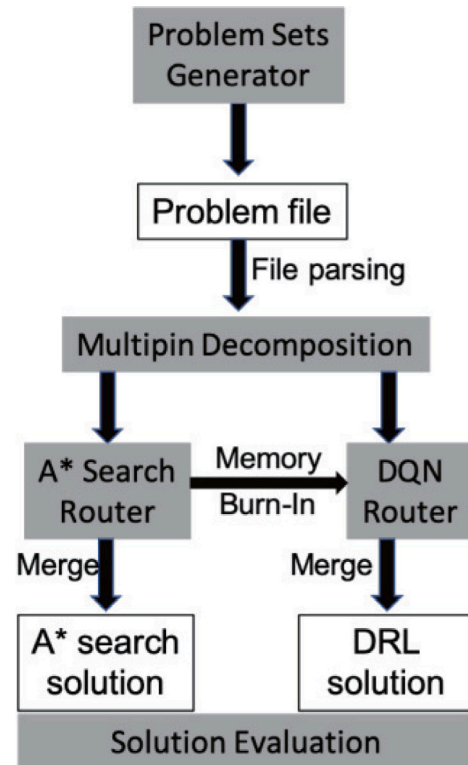 Problem Sets
Generator
Problem file
File parsing
Multipin Decomposition
A* Search
Router
Memory
Burn-In
DQN
Router
Merge
Merge
A* search
solution
DRL
solution
Solution Evaluation